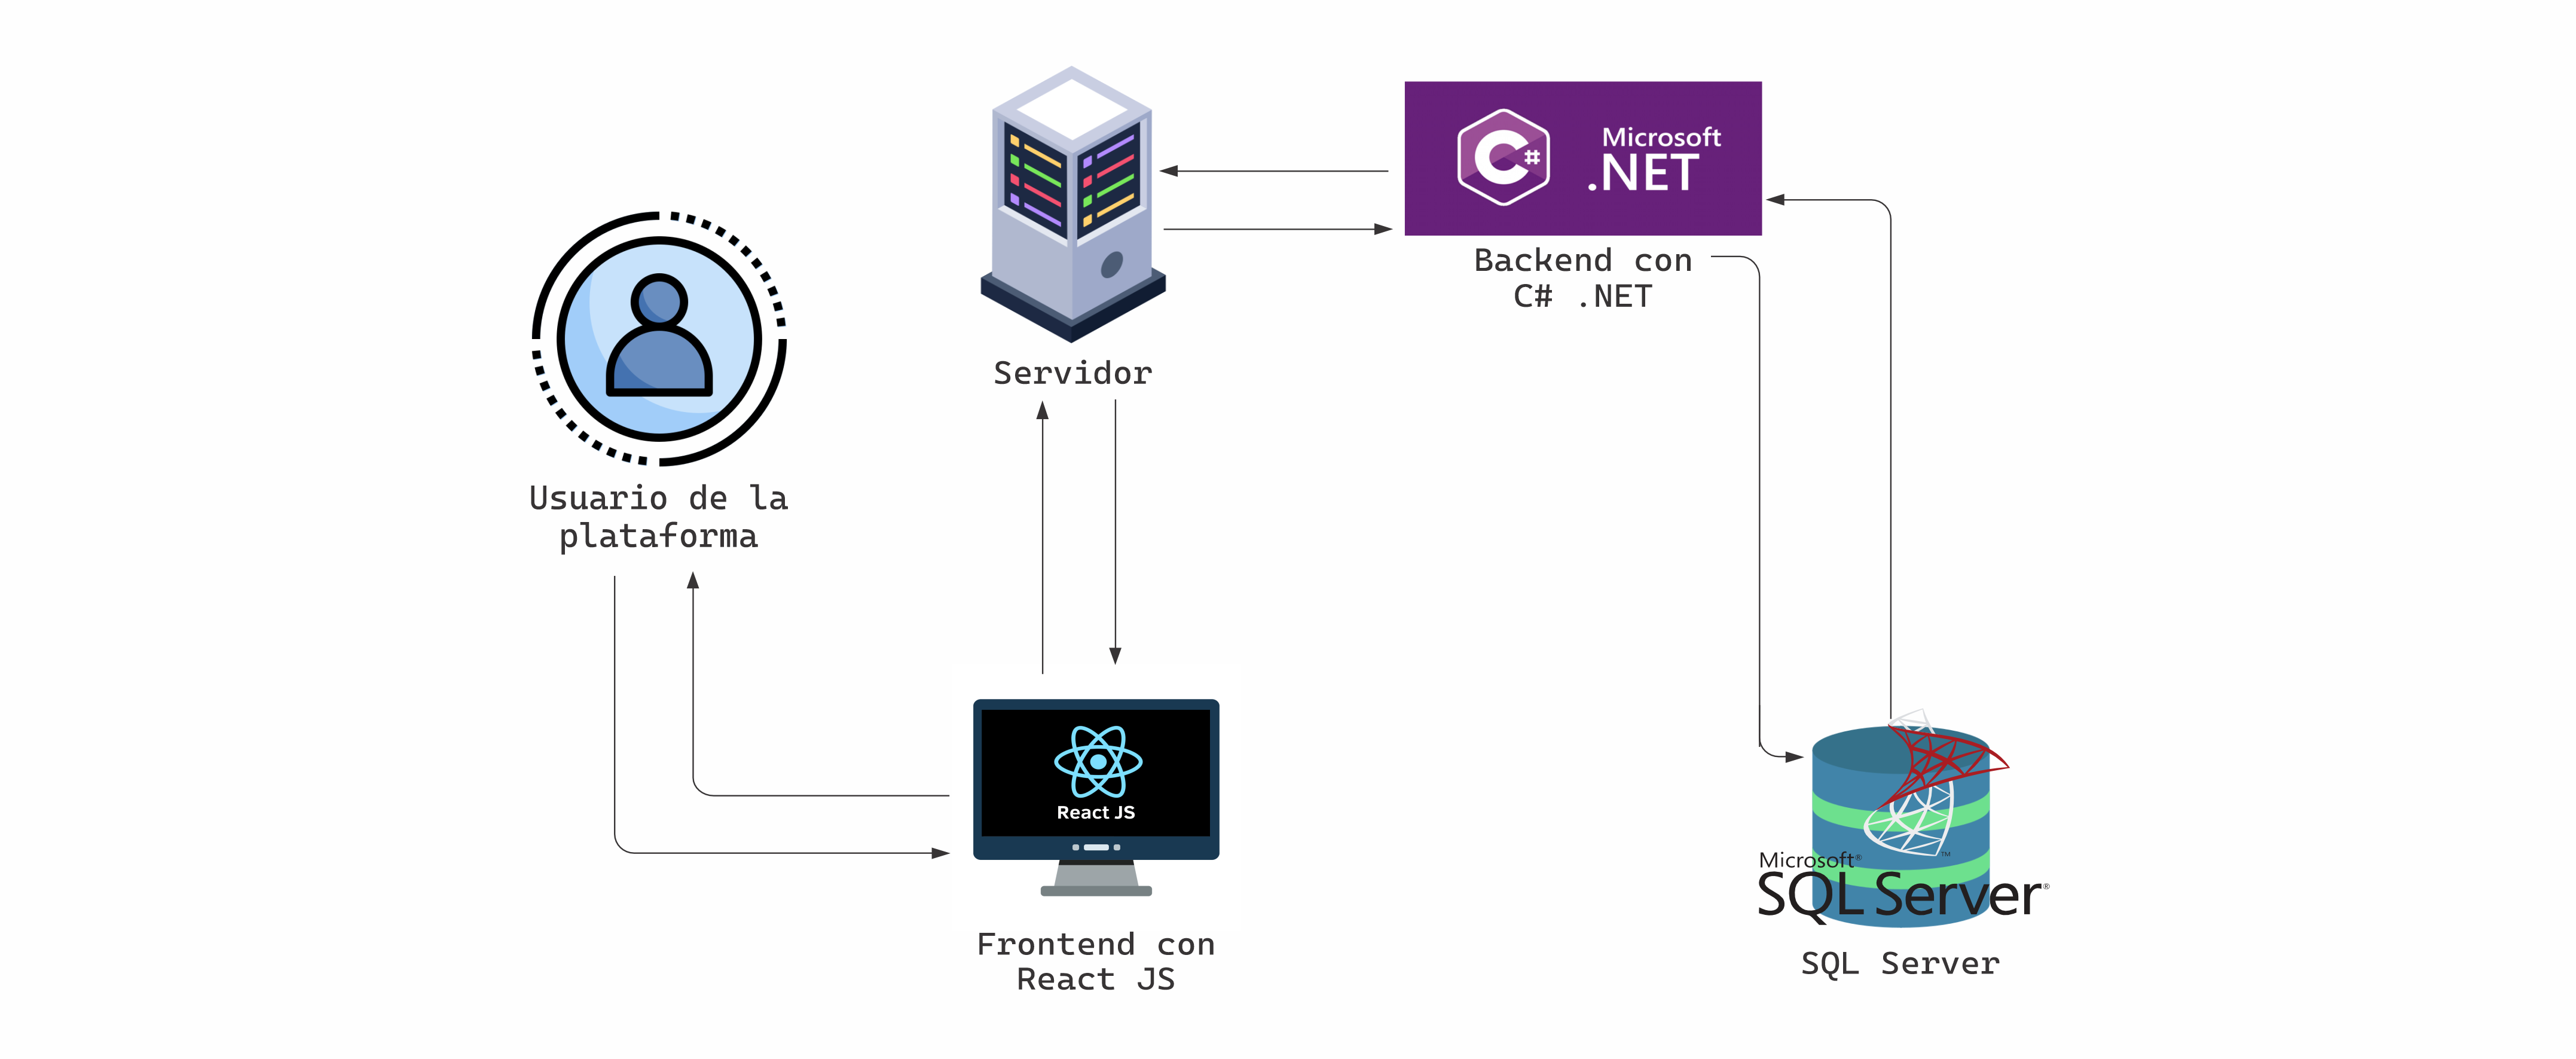 Microsoft
.NET
C#
Backend con
C# .NET
Servidor
Usuario de la
plataforma
React JS
Frontend con
React JS
Microsoft®
SQL Server®
™
SQL Server